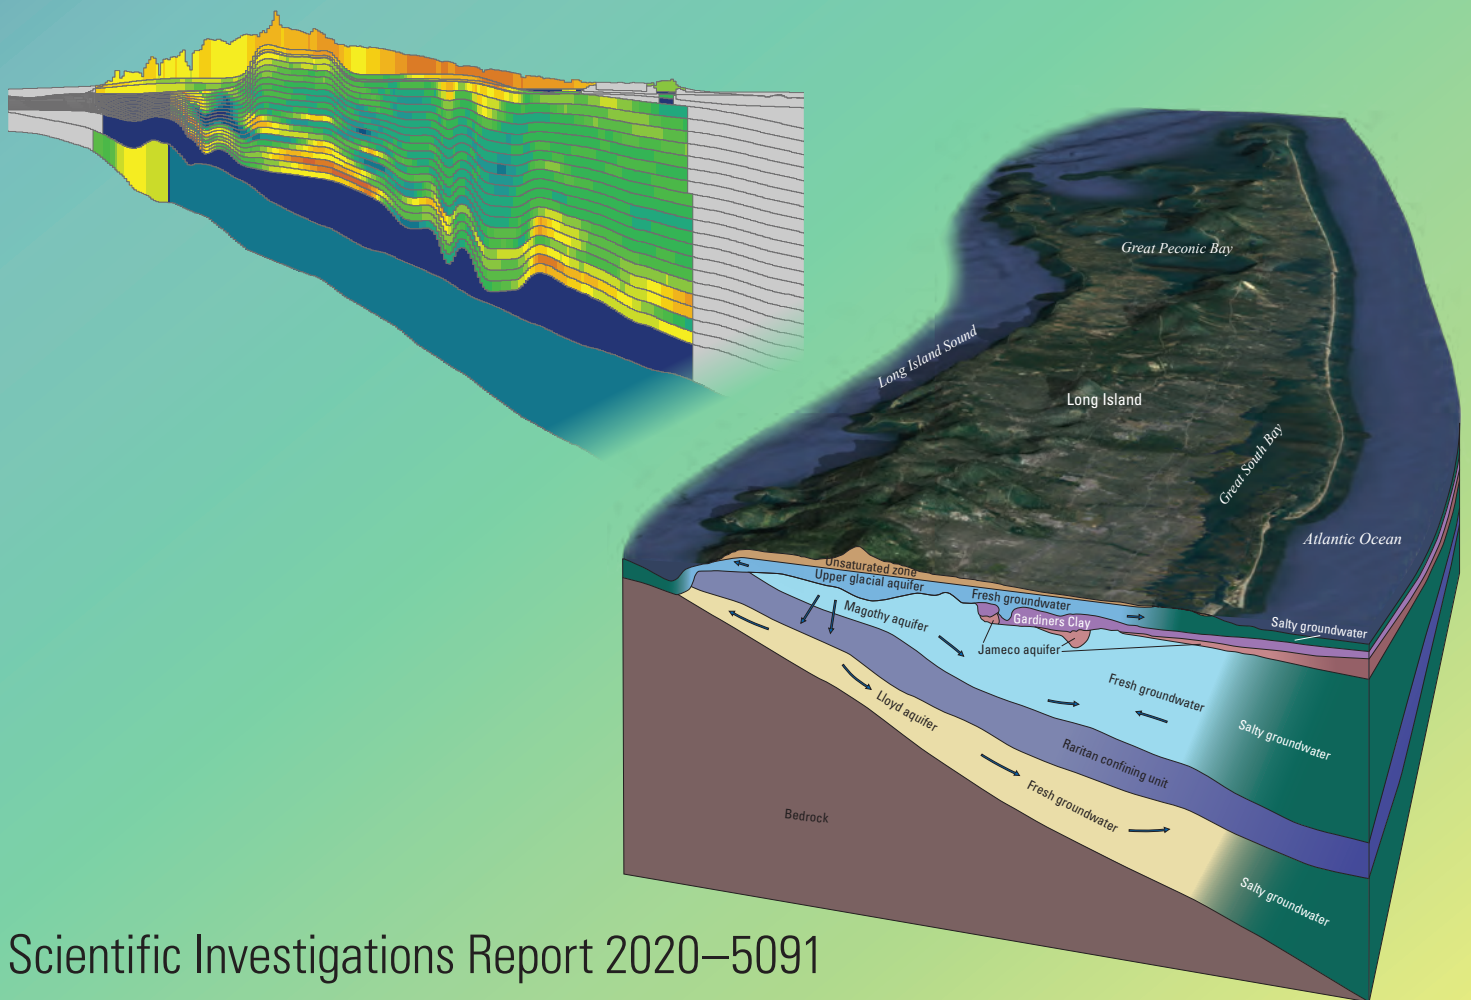 Great Peconic Bay
Long Island Sound
Long Island
Great South Bay
Atlantic Ocean
Unsaturated zone
Upper glacial aquifer
Fresh groundwater
Magothy aquifer
Gardiners Clay
Salty groundwater
Jameco aquifer
Fresh groundwater
Lloyd aquifer
Salty groundwater
Raritan confining unit
Fresh groundwater
Bedrock
Salty groundwater
Scientific Investigations Report 2020–5091